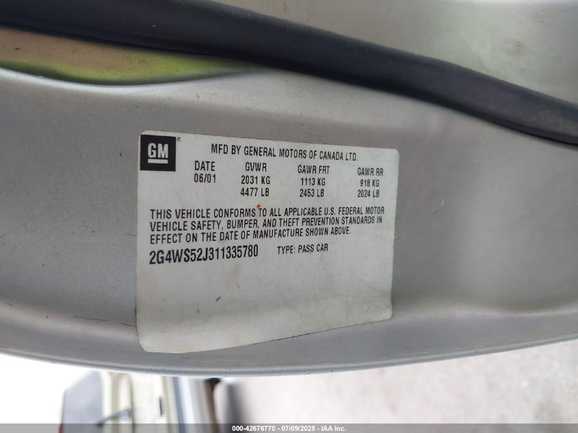 GM
MFD BY GENERAL MOTORS OF CANADA LTD.
DATE GVWR GAWR FRT GAWR RR
06/01 2031 KG 1113 KG 918 KG
4477 LB 2453 LB 2024 LB
THIS VEHICLE CONFORMS TO ALL APPLICABLE U.S. FEDERAL MOTOR
VEHICLE SAFETY, BUMPER, AND THEFT PREVENTION STANDARDS IN
EFFECT ON THE DATE OF MANUFACTURE SHOWN ABOVE.
2G4WS52J311335780 TYPE: PASS CAR
000-42676770 - 07/09/2025 - IAA Inc.